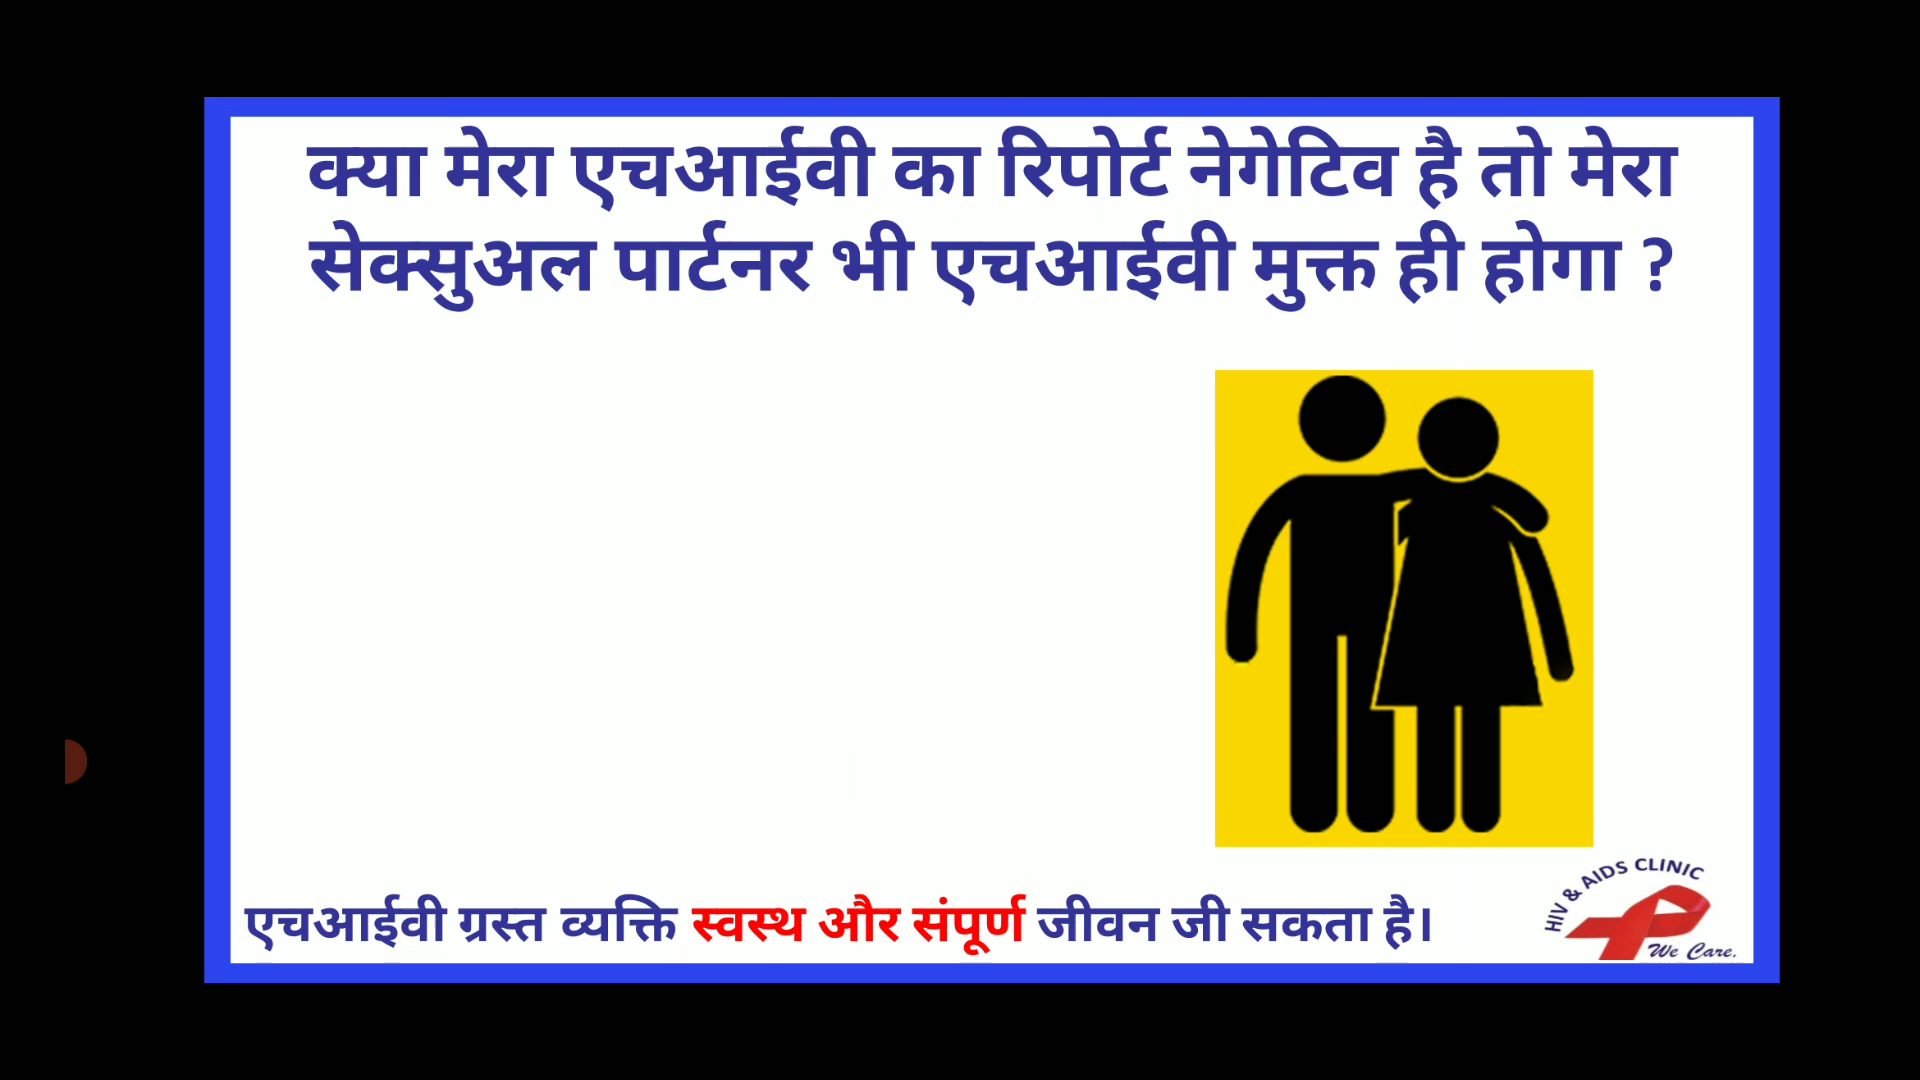 क्या मेरा एचआईवी का रिपोर्ट नेगेटिव है तो मेरा
सेक्सुअल पार्टनर भी एचआईवी मुक्त ही होगा ?
एचआईवी ग्रस्त व्यक्ति स्वस्थ और संपूर्ण जीवन जी सकता है।
HIV & AIDS CLINIC
We Care.